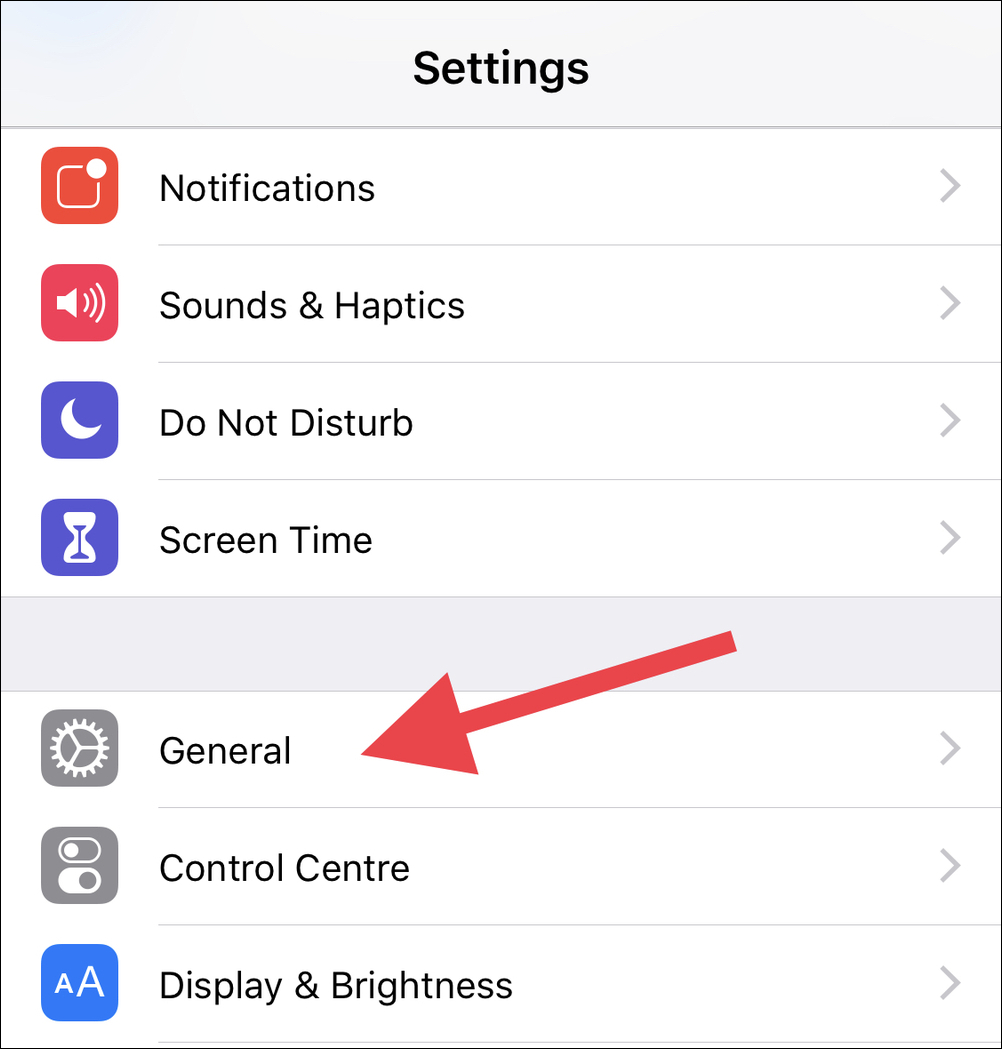 Settings
Notifications
Sounds & Haptics
Do Not Disturb
Screen Time
General
Control Centre
AA
Display & Brightness